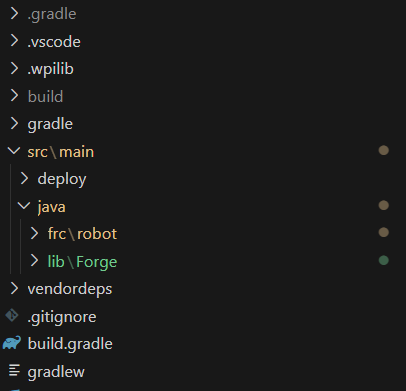 .gradle
.vscode
.wpilib
build
gradle
src\main
deploy
java
frc\robot
lib\Forge
vendordeps
.gitignore
build.gradle
gradlew